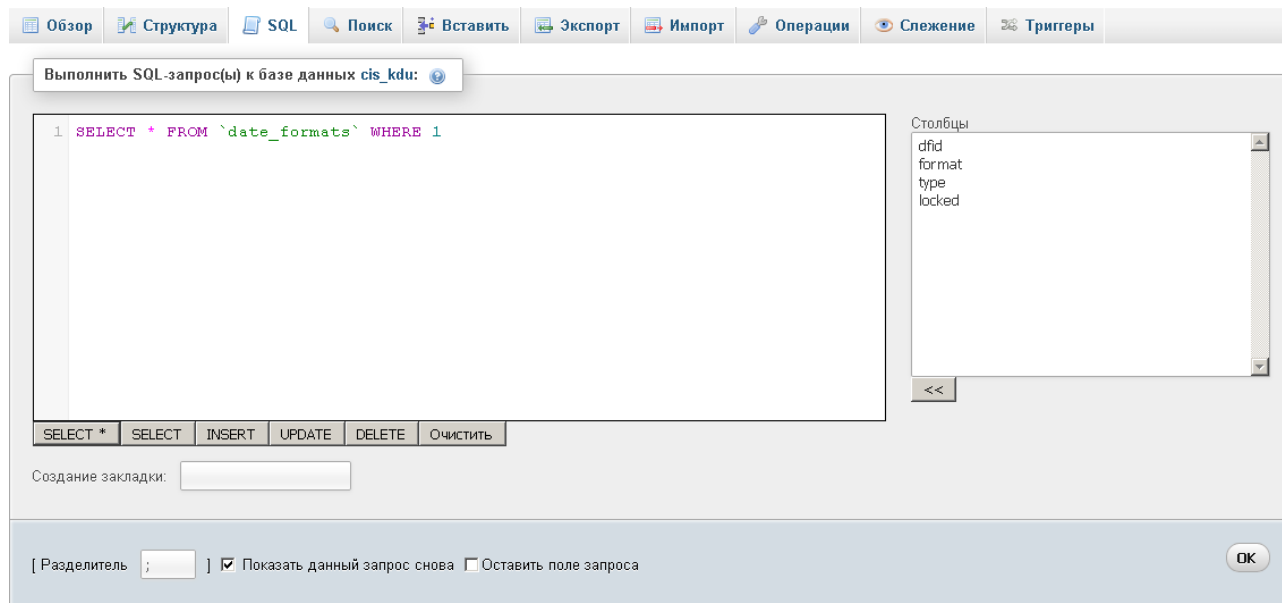 Обзор Структура SQL Поиск Вставить Экспорт Импорт Операции Слежение Триггеры
Выполнить SQL-запрос(ы) к базе данных cis_kdu:
1 SELECT * FROM `date_formats` WHERE 1
Столбцы
dfid
format
type
locked
<<
SELECT * SELECT INSERT UPDATE DELETE Очистить
Создание закладки:
[ Разделитель ; ] Показать данный запрос снова Оставить поле запроса
OK